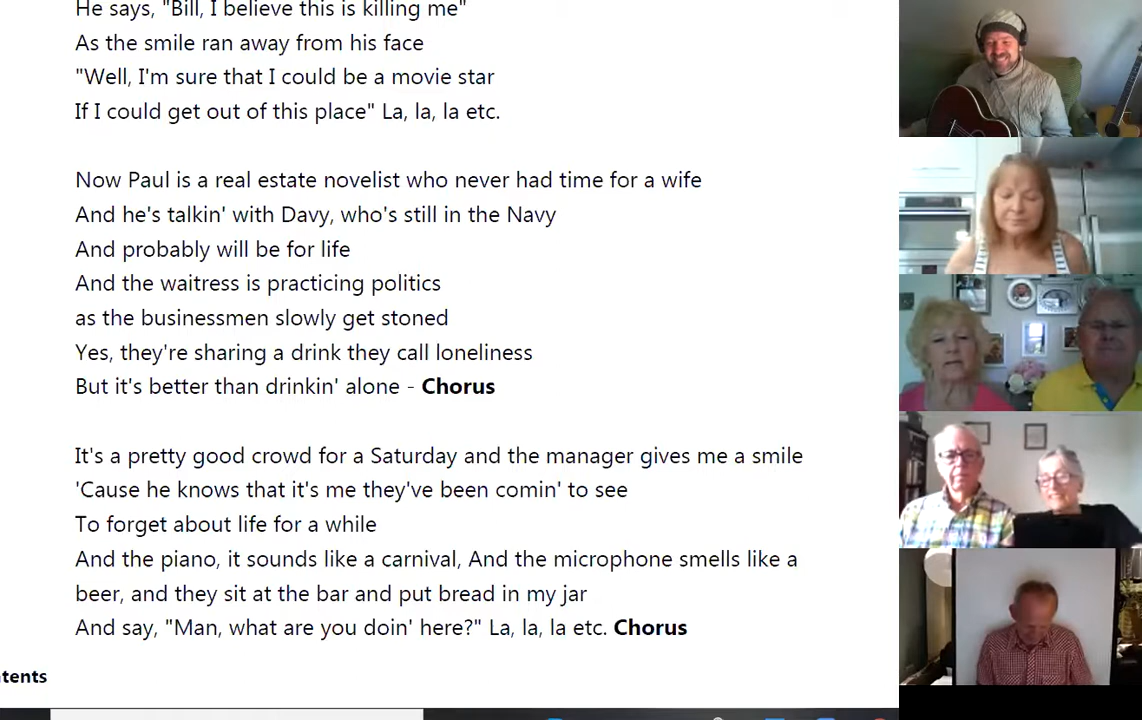 He says, "Bill, I believe this is killing me"
As the smile ran away from his face
"Well, I'm sure that I could be a movie star
If I could get out of this place" La, la, la etc.
Now Paul is a real estate novelist who never had time for a wife
And he's talkin' with Davy, who's still in the Navy
And probably will be for life
And the waitress is practicing politics
as the businessmen slowly get stoned
Yes, they're sharing a drink they call loneliness
But it's better than drinkin' alone - Chorus
It's a pretty good crowd for a Saturday and the manager gives me a smile
'Cause he knows that it's me they've been comin' to see
To forget about life for a while
And the piano, it sounds like a carnival, And the microphone smells like a
beer, and they sit at the bar and put bread in my jar
And say, "Man, what are you doin' here?" La, la, la etc. Chorus
tents